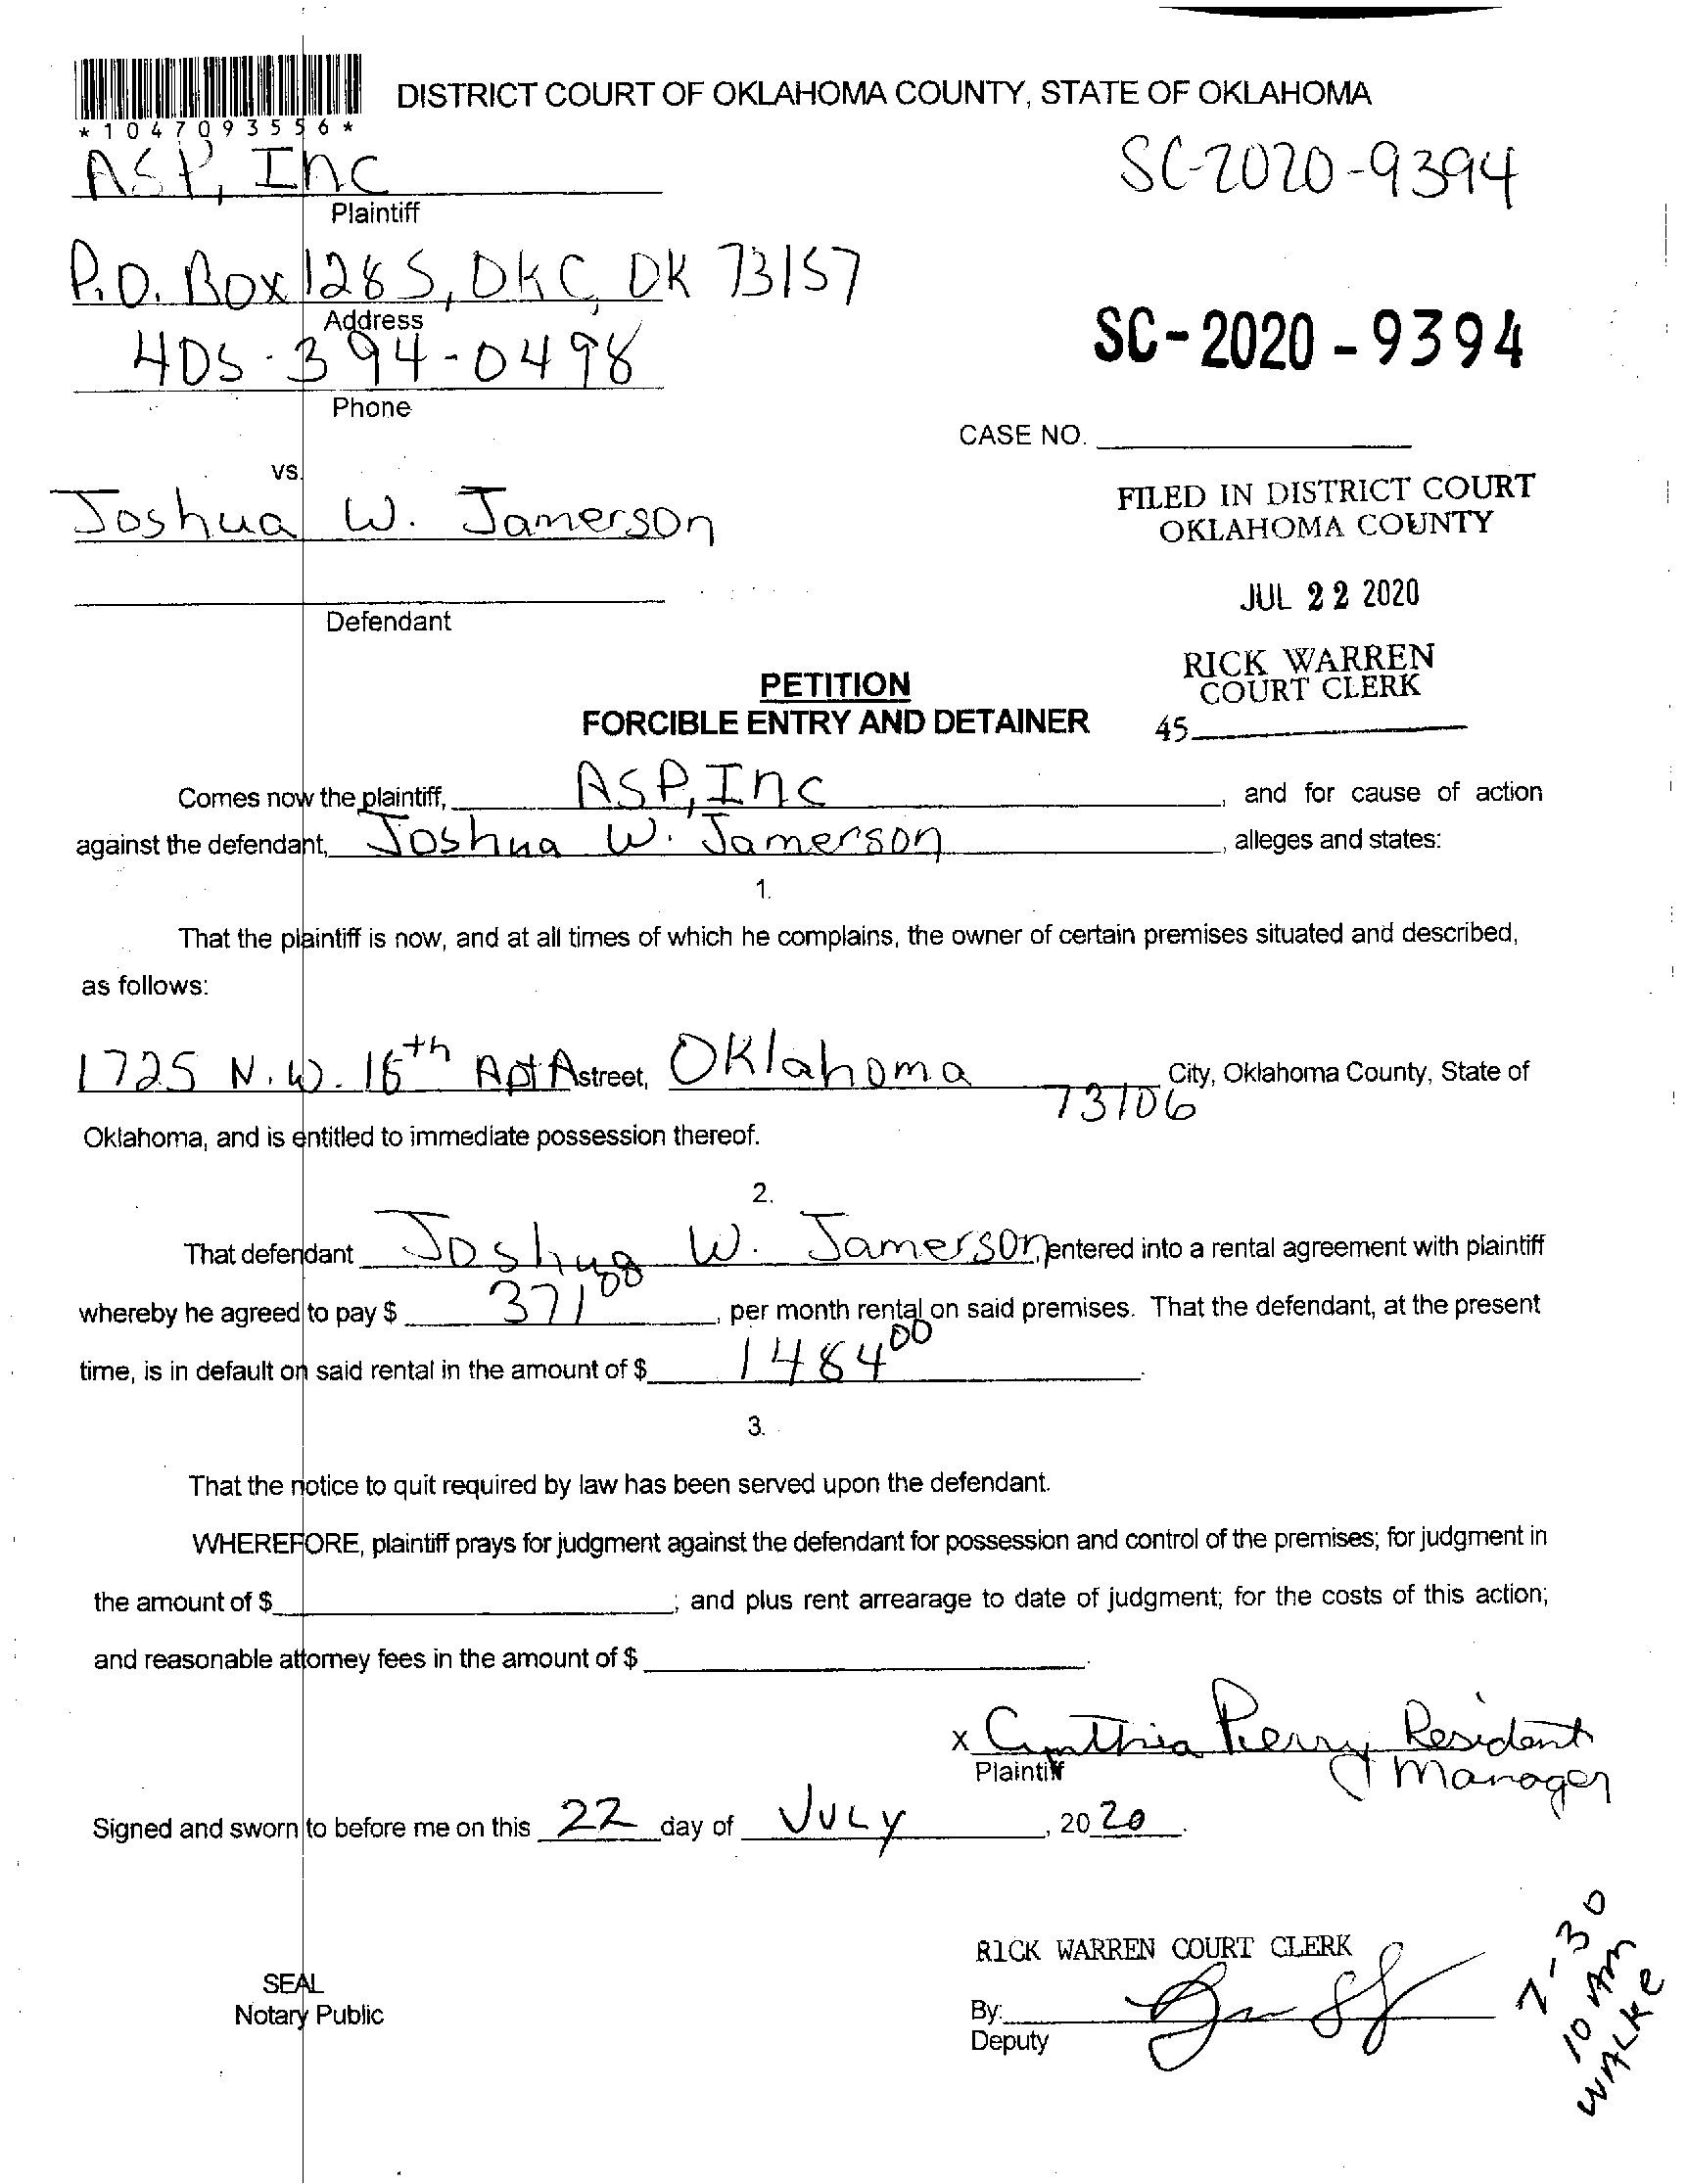 DISTRICT COURT OF OKLAHOMA COUNTY, STATE OF OKLAHOMA
*1047093556*
ASP, Inc
SC-2020-9394
Plaintiff
P.O. Box 1285, OKC, OK 73157
Address
SC-2020-9394
405-394-0498
Phone
CASE NO.
vs.
FILED IN DISTRICT COURT
OKLAHOMA COUNTY
Joshua W. Jamerson
JUL 22 2020
Defendant
RICK WARREN
COURT CLERK
45
PETITION
FORCIBLE ENTRY AND DETAINER
Comes now the plaintiff, ASP, Inc, and for cause of action
against the defendant, Joshua W. Jamerson, alleges and states:
1.
That the plaintiff is now, and at all times of which he complains, the owner of certain premises situated and described,
as follows:
1725 N.W. 16th Apt A street, Oklahoma City, Oklahoma County, State of
73106
Oklahoma, and is entitled to immediate possession thereof.
2.
That defendant Joshua W. Jamerson, entered into a rental agreement with plaintiff
whereby he agreed to pay $ 371 00, per month rental on said premises. That the defendant, at the present
time, is in default on said rental in the amount of $ 1484 00.
3.
That the notice to quit required by law has been served upon the defendant.
WHEREFORE, plaintiff prays for judgment against the defendant for possession and control of the premises; for judgment in
the amount of $ ; and plus rent arrearage to date of judgment; for the costs of this action;
and reasonable attorney fees in the amount of $ .
x Cynthia Perry Resident
Manager
Plaintiff
Signed and sworn to before me on this 22 day of JULY, 2020.
RICK WARREN COURT CLERK
SEAL
Notary Public
By:
Deputy
7-30
10 AM
WALKE